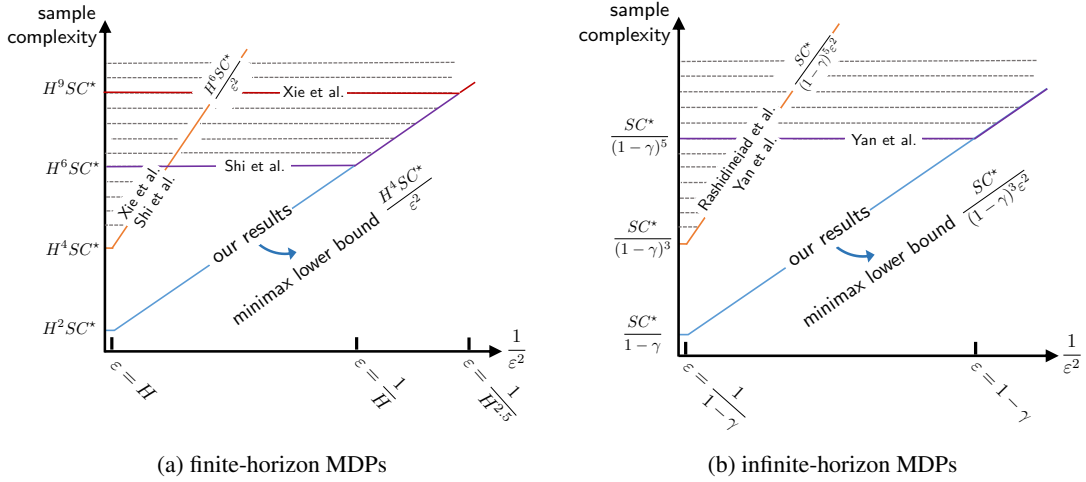 sample
complexity
H^9SC^⋆
H^6SC^⋆
H^4SC^⋆
H^2SC^⋆
Xie et al.
Shi et al.
H^6SC^⋆/ε^2
Xie et al.
Shi et al.
our results
minimax lower bound H^4SC^⋆/ε^2
1/ε^2
ε = H
ε = 1/H
ε = 1/H^{2.5}
(a) finite-horizon MDPs
sample
complexity
SC^⋆/(1−γ)^5
SC^⋆/(1−γ)^3
SC^⋆/1−γ
SC^⋆/(1−γ)^5ε^2
Rashidineiad et al.
Yan et al.
Yan et al.
our results
minimax lower bound SC^⋆/(1−γ)^3ε^2
1/ε^2
ε = 1/1−γ
ε = 1−γ
(b) infinite-horizon MDPs